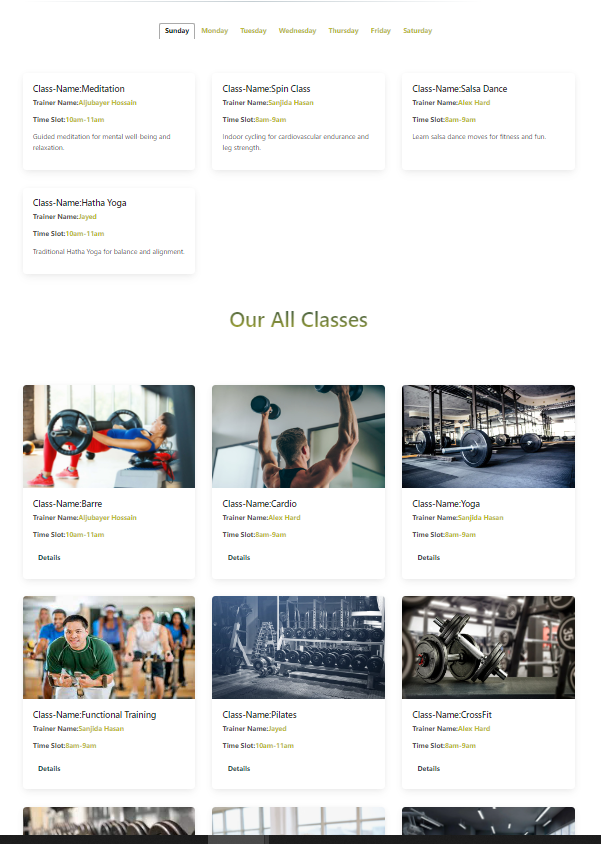 Sunday Monday Tuesday Wednesday Thursday Friday Saturday
Class-Name:Meditation
Trainer Name:Aljubayer Hossain
Time Slot:10am-11am
Guided meditation for mental well-being and
relaxation.
Class-Name:Spin Class
Trainer Name:Sanjida Hasan
Time Slot:8am-9am
Indoor cycling for cardiovascular endurance and
leg strength.
Class-Name:Salsa Dance
Trainer Name:Alex Hard
Time Slot:8am-9am
Learn salsa dance moves for fitness and fun.
Class-Name:Hatha Yoga
Trainer Name:Jayed
Time Slot:10am-11am
Traditional Hatha Yoga for balance and alignment.
Our All Classes
Class-Name:Barre
Trainer Name:Aljubayer Hossain
Time Slot:10am-11am
Details
Class-Name:Cardio
Trainer Name:Alex Hard
Time Slot:8am-9am
Details
Class-Name:Yoga
Trainer Name:Sanjida Hasan
Time Slot:8am-9am
Details
Class-Name:Functional Training
Trainer Name:Sanjida Hasan
Time Slot:8am-9am
Details
Class-Name:Pilates
Trainer Name:Jayed
Time Slot:10am-11am
Details
Class-Name:CrossFit
Trainer Name:Alex Hard
Time Slot:8am-9am
Details